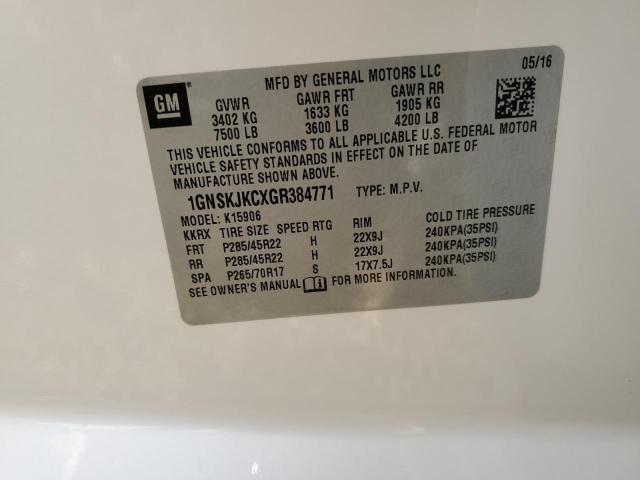 05/16
MFD BY GENERAL MOTORS LLC
GM
GVWR GAWR FRT GAWR RR
3402 KG 1633 KG 1905 KG
7500 LB 3600 LB 4200 LB
THIS VEHICLE CONFORMS TO ALL APPLICABLE U.S. FEDERAL MOTOR
VEHICLE SAFETY STANDARDS IN EFFECT ON THE DATE OF
MANUFACTURE SHOWN ABOVE.
1GNSKJKCXGR384771 TYPE: M.P.V.
MODEL: K15906
KKRX TIRE SIZE SPEED RTG RIM COLD TIRE PRESSURE
FRT P285/45R22 H 22X9J 240KPA(35PSI)
RR P285/45R22 H 22X9J 240KPA(35PSI)
SPA P265/70R17 S 17X7.5J 240KPA(35PSI)
SEE OWNER'S MANUAL FOR MORE INFORMATION.